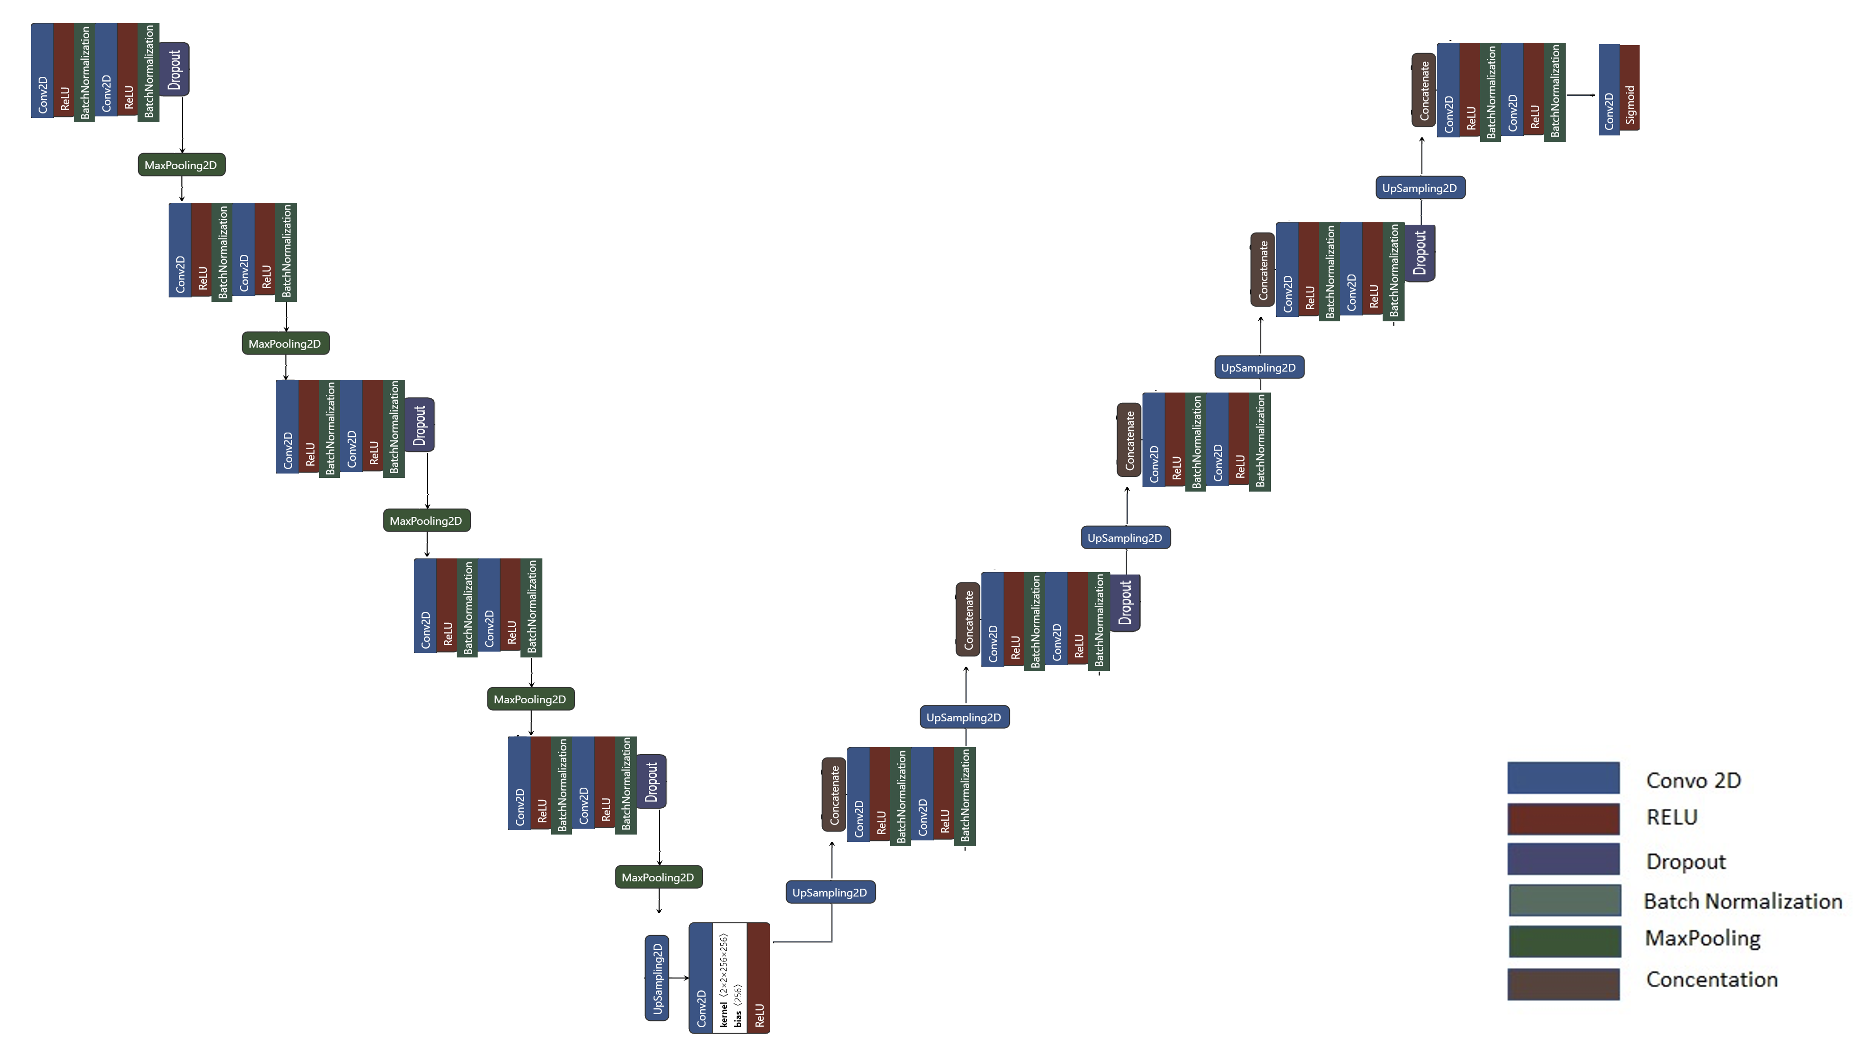 Conv2D
ReLU
BatchNormalization
Conv2D
ReLU
BatchNormalization
Dropout
MaxPooling2D
Conv2D
ReLU
BatchNormalization
Conv2D
ReLU
BatchNormalization
MaxPooling2D
Conv2D
ReLU
BatchNormalization
Conv2D
ReLU
BatchNormalization
Dropout
MaxPooling2D
Conv2D
ReLU
BatchNormalization
Conv2D
ReLU
BatchNormalization
MaxPooling2D
Conv2D
ReLU
BatchNormalization
Conv2D
ReLU
BatchNormalization
Dropout
MaxPooling2D
UpSampling2D
Conv2D
kernel (2×2×256×256)
bias (256)
ReLU
UpSampling2D
Concatenate
Conv2D
ReLU
BatchNormalization
Conv2D
ReLU
BatchNormalization
UpSampling2D
Concatenate
Conv2D
ReLU
BatchNormalization
Conv2D
ReLU
BatchNormalization
Dropout
UpSampling2D
Concatenate
Conv2D
ReLU
BatchNormalization
Conv2D
ReLU
BatchNormalization
UpSampling2D
Concatenate
Conv2D
ReLU
BatchNormalization
Conv2D
ReLU
BatchNormalization
Dropout
UpSampling2D
Concatenate
Conv2D
ReLU
BatchNormalization
Conv2D
ReLU
BatchNormalization
Conv2D
Sigmoid
Convo 2D
RELU
Dropout
Batch Normalization
MaxPooling
Concentation